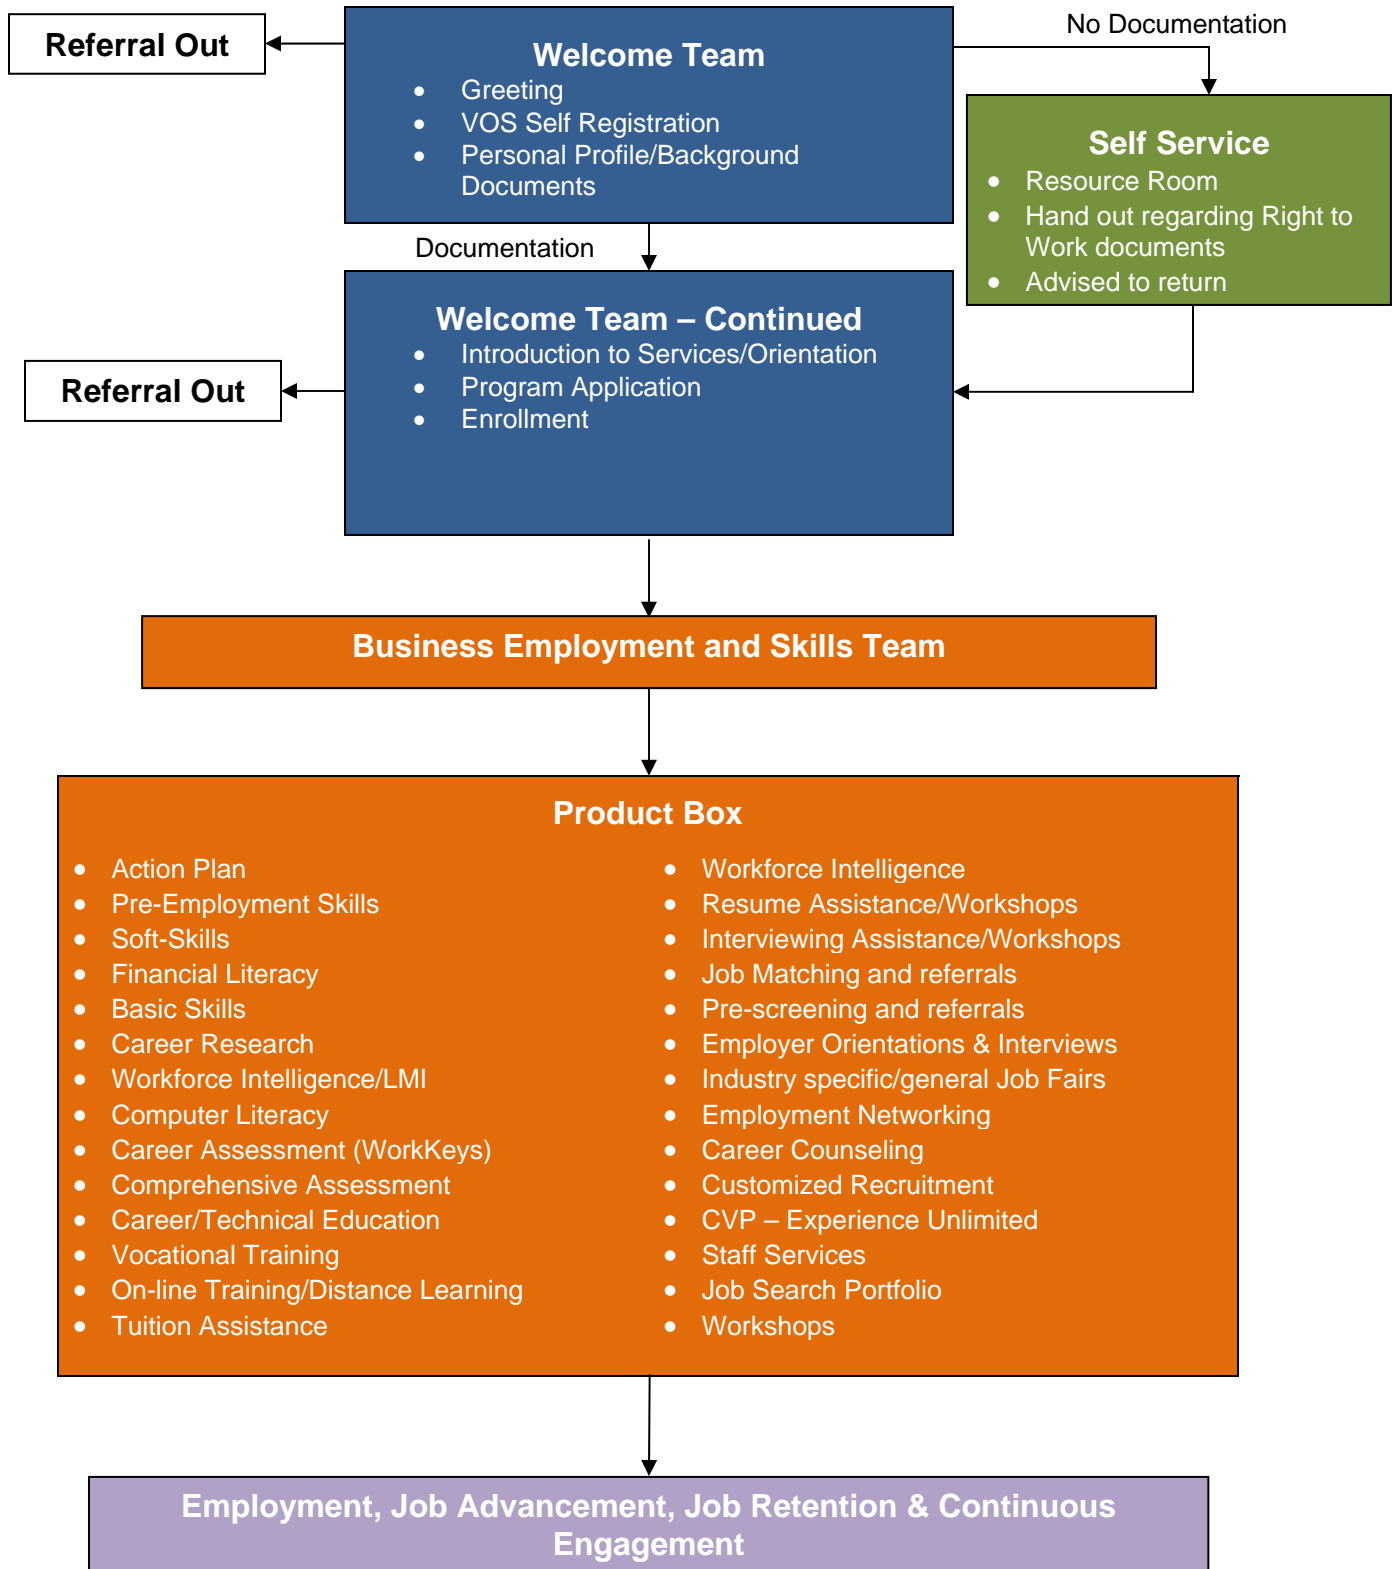 Referral Out
Welcome Team
• Greeting
• VOS Self Registration
• Personal Profile/Background
Documents
No Documentation
Self Service
• Resource Room
• Hand out regarding Right to
Work documents
• Advised to return
Documentation
Welcome Team – Continued
• Introduction to Services/Orientation
• Program Application
• Enrollment
Referral Out
Business Employment and Skills Team
Product Box
• Action Plan
• Pre-Employment Skills
• Soft-Skills
• Financial Literacy
• Basic Skills
• Career Research
• Workforce Intelligence/LMI
• Computer Literacy
• Career Assessment (WorkKeys)
• Comprehensive Assessment
• Career/Technical Education
• Vocational Training
• On-line Training/Distance Learning
• Tuition Assistance
• Workforce Intelligence
• Resume Assistance/Workshops
• Interviewing Assistance/Workshops
• Job Matching and referrals
• Pre-screening and referrals
• Employer Orientations & Interviews
• Industry specific/general Job Fairs
• Employment Networking
• Career Counseling
• Customized Recruitment
• CVP – Experience Unlimited
• Staff Services
• Job Search Portfolio
• Workshops
Employment, Job Advancement, Job Retention & Continuous
Engagement